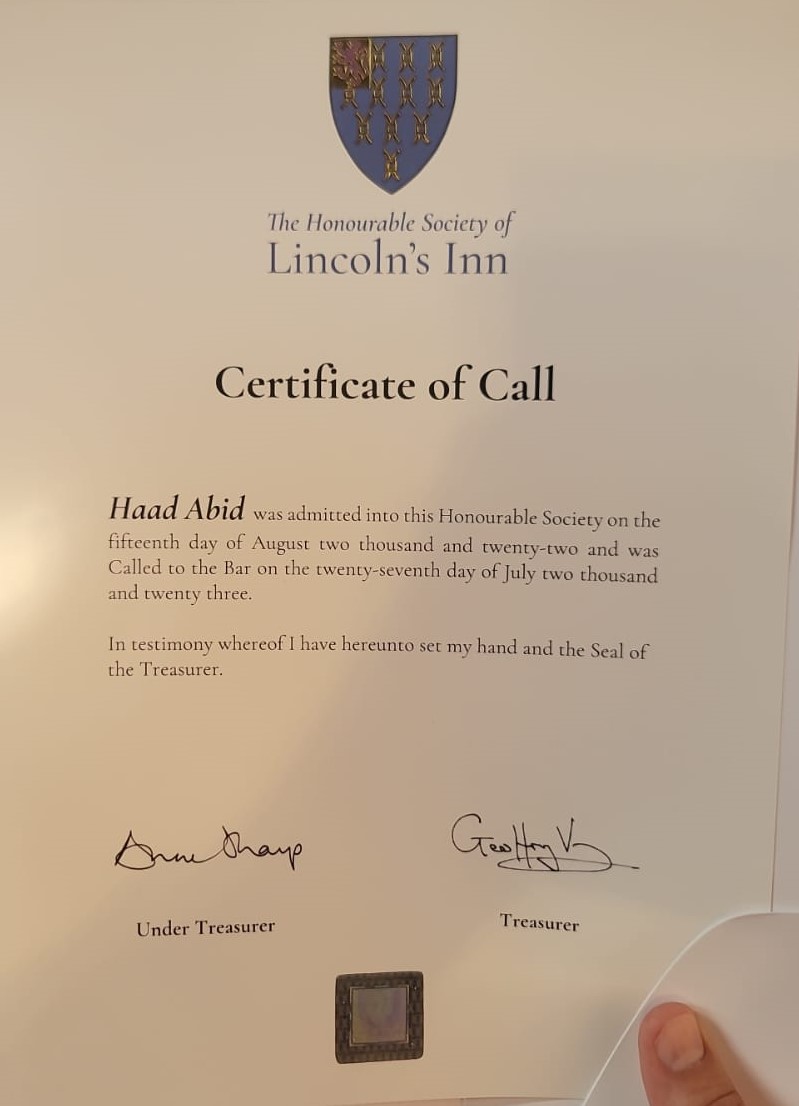 The Honourable Society of
Lincoln's Inn
Certificate of Call
Haad Abid was admitted into this Honourable Society on the
fifteenth day of August two thousand and twenty-two and was
Called to the Bar on the twenty-seventh day of July two thousand
and twenty three.
In testimony whereof I have hereunto set my hand and the Seal of
the Treasurer.
Under Treasurer
Treasurer